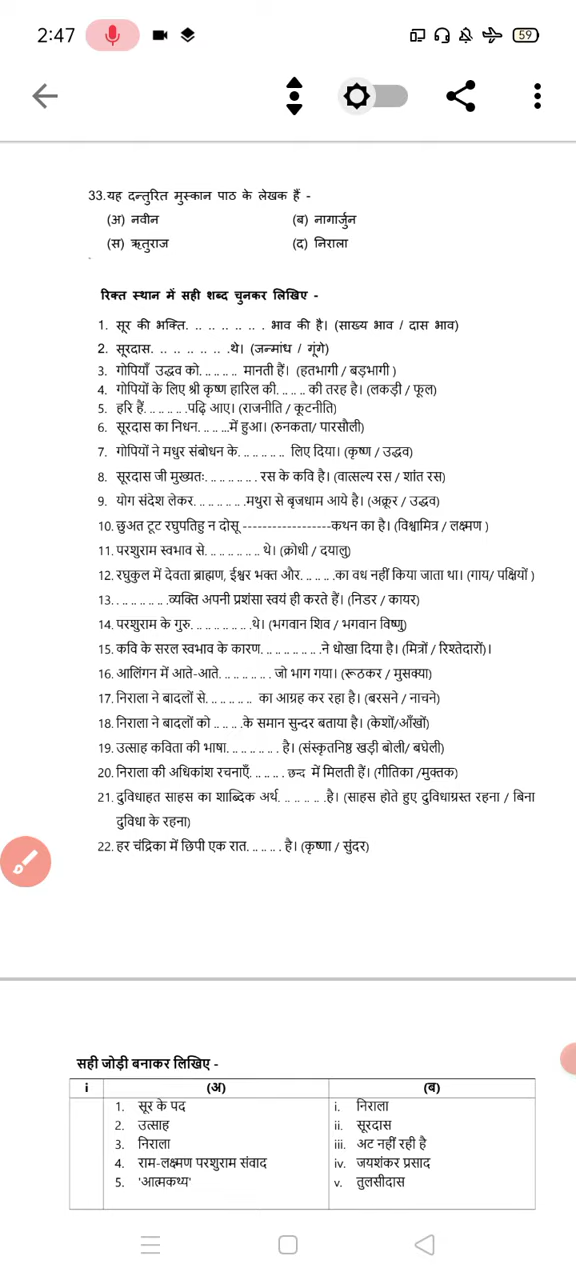 2:47
59
33.यह दन्तुरित मुस्कान पाठ के लेखक हैं -
(अ) नवीन (ब) नागार्जुन
(स) ऋतुराज (द) निराला
रिक्त स्थान में सही शब्द चुनकर लिखिए -
1. सूर की भक्ति. .. .. .. .. .. . भाव की है। (साख्य भाव / दास भाव)
2. सूरदास. .. .. .. .. .. .थे। (जन्मांध / गूंगे)
3. गोपियाँ उद्धव को. .. .. .. मानती हैं। (हतभागी / बड़भागी )
4. गोपियों के लिए श्री कृष्ण हारिल की. .. .. .. की तरह है। (लकड़ी / फूल)
5. हरि हैं. .. .. .. ..पढ़ि आए। (राजनीति / कूटनीति)
6. सूरदास का निधन. .. .. ...में हुआ। (रुनकता/ पारसौली)
7. गोपियों ने मधुर संबोधन के. .. .. .. .. .. लिए दिया। (कृष्ण / उद्धव)
8. सूरदास जी मुख्यतः. .. .. .. .. . रस के कवि है। (वात्सल्य रस / शांत रस)
9. योग संदेश लेकर. .. .. .. .. .मथुरा से बृजधाम आये है। (अक्रूर / उद्धव)
10. छुअत टूट रघुपतिहु न दोसू -----------------कथन का है। (विश्वामित्र / लक्ष्मण )
11. परशुराम स्वभाव से. .. .. .. .. .. थे। (क्रोधी / दयालु)
12. रघुकुल में देवता ब्राह्मण, ईश्वर भक्त और. .. .. .का वध नहीं किया जाता था। (गाय/ पक्षियों )
13. . .. .. .. .. .व्यक्ति अपनी प्रशंसा स्वयं ही करते हैं। (निडर / कायर)
14. परशुराम के गुरु. .. .. .. .. .. .थे। (भगवान शिव / भगवान विष्णु)
15. कवि के सरल स्वभाव के कारण. .. .. .. .. .. .ने धोखा दिया है। (मित्रों / रिश्तेदारों)।
16. आलिंगन में आते-आते. .. .. .. .. . जो भाग गया। (रूठकर / मुसक्या)
17. निराला ने बादलों से. .. .. .. .. का आग्रह कर रहा है। (बरसने / नाचने)
18. निराला ने बादलों को .. .. .. .के समान सुन्दर बताया है। (केशों/आँखों)
19. उत्साह कविता की भाषा. .. .. .. .. . है। (संस्कृतनिष्ठ खड़ी बोली/ बघेली)
20. निराला की अधिकांश रचनाएँ. .. .. .. . छन्द में मिलती हैं। (गीतिका /मुक्तक)
21. दुविधाहत साहस का शाब्दिक अर्थ. .. .. .. .है। (साहस होते हुए दुविधाग्रस्त रहना / बिना
दुविधा के रहना)
22. हर चंद्रिका में छिपी एक रात. .. .. .. . है। (कृष्णा / सुंदर)
सही जोड़ी बनाकर लिखिए -
i (अ) (ब)
1. सूर के पद i. निराला
2. उत्साह ii. सूरदास
3. निराला iii. अट नहीं रही है
4. राम-लक्ष्मण परशुराम संवाद iv. जयशंकर प्रसाद
5. 'आत्मकथ्य' v. तुलसीदास